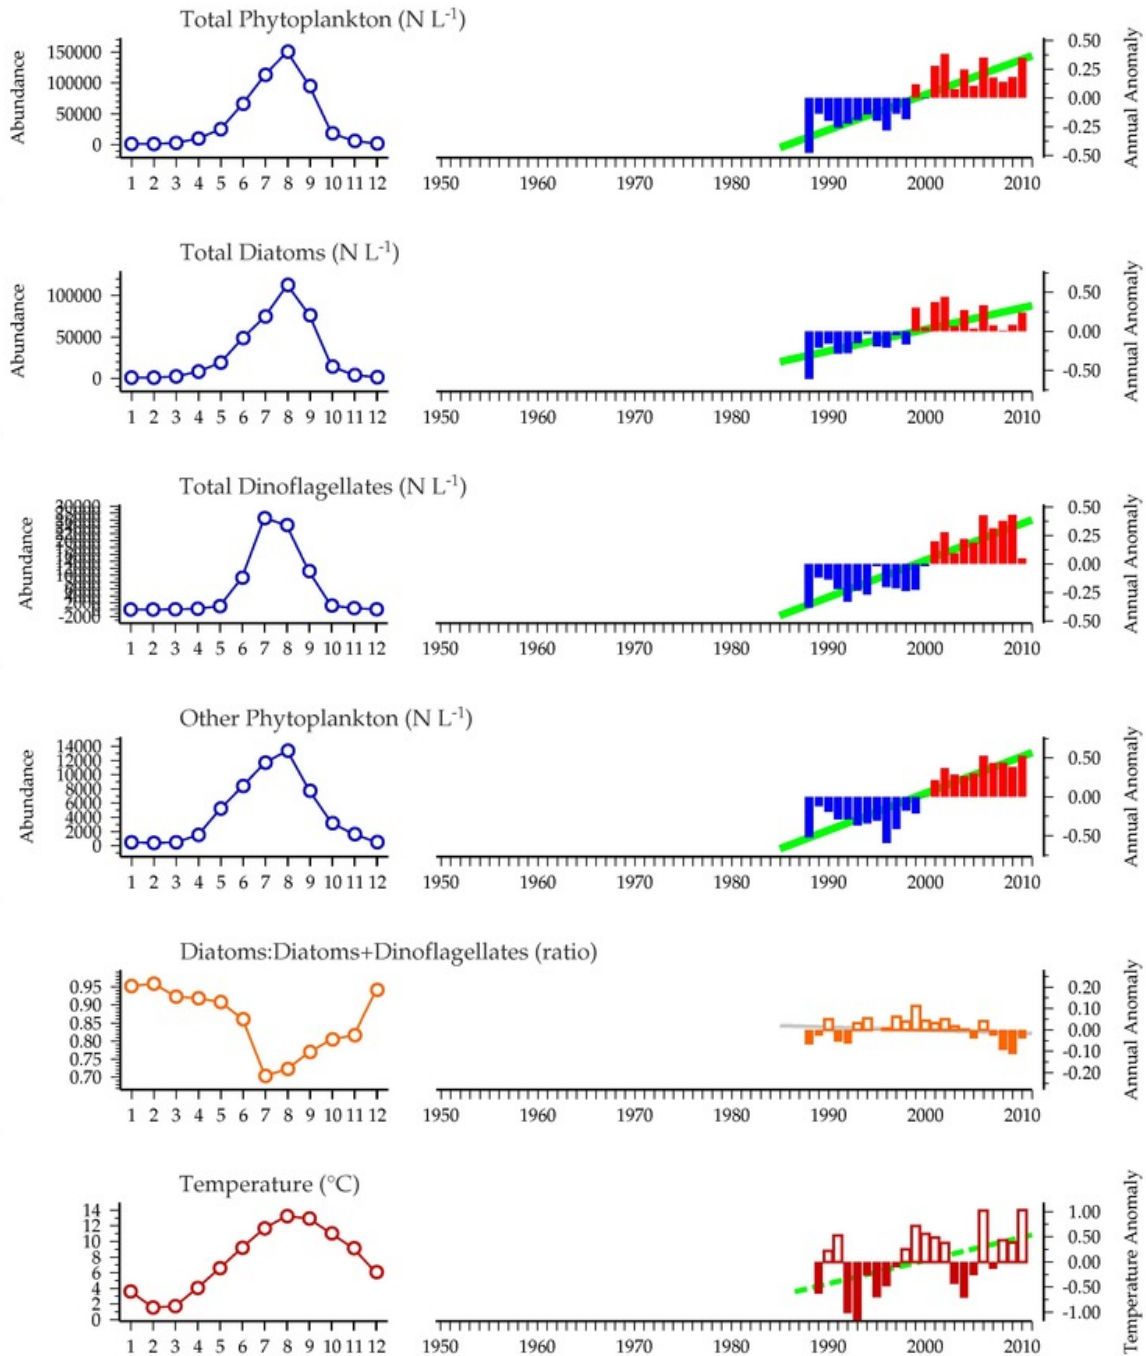 Total Phytoplankton (N L⁻¹)
Abundance
150000
100000
50000
0
1 2 3 4 5 6 7 8 9 10 11 12
1950 1960 1970 1980 1990 2000 2010
0.50
0.25
0.00
-0.25
-0.50
Annual Anomaly
Total Diatoms (N L⁻¹)
Abundance
100000
50000
0
1 2 3 4 5 6 7 8 9 10 11 12
1950 1960 1970 1980 1990 2000 2010
0.50
0.00
-0.50
Annual Anomaly
Total Dinoflagellates (N L⁻¹)
Abundance
30000
-2000
1 2 3 4 5 6 7 8 9 10 11 12
1950 1960 1970 1980 1990 2000 2010
0.50
0.25
0.00
-0.25
-0.50
Annual Anomaly
Other Phytoplankton (N L⁻¹)
Abundance
14000
12000
10000
8000
6000
4000
2000
0
1 2 3 4 5 6 7 8 9 10 11 12
1950 1960 1970 1980 1990 2000 2010
0.50
0.00
-0.50
Annual Anomaly
Diatoms:Diatoms+Dinoflagellates (ratio)
0.95
0.90
0.85
0.80
0.75
0.70
1 2 3 4 5 6 7 8 9 10 11 12
1950 1960 1970 1980 1990 2000 2010
0.20
0.10
0.00
-0.10
-0.20
Annual Anomaly
Temperature (°C)
14
12
10
8
6
4
2
0
1 2 3 4 5 6 7 8 9 10 11 12
1950 1960 1970 1980 1990 2000 2010
1.00
0.50
0.00
-0.50
-1.00
Temperature Anomaly